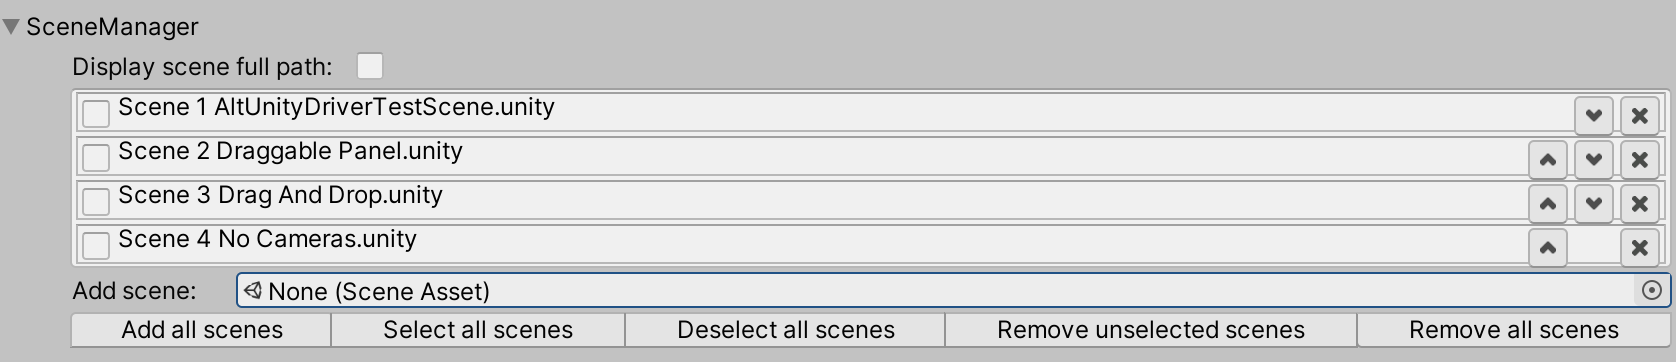 SceneManager
Display scene full path:
Scene 1 AltUnityDriverTestScene.unity
Scene 2 Draggable Panel.unity
Scene 3 Drag And Drop.unity
Scene 4 No Cameras.unity
Add scene: None (Scene Asset)
Add all scenes Select all scenes Deselect all scenes Remove unselected scenes Remove all scenes